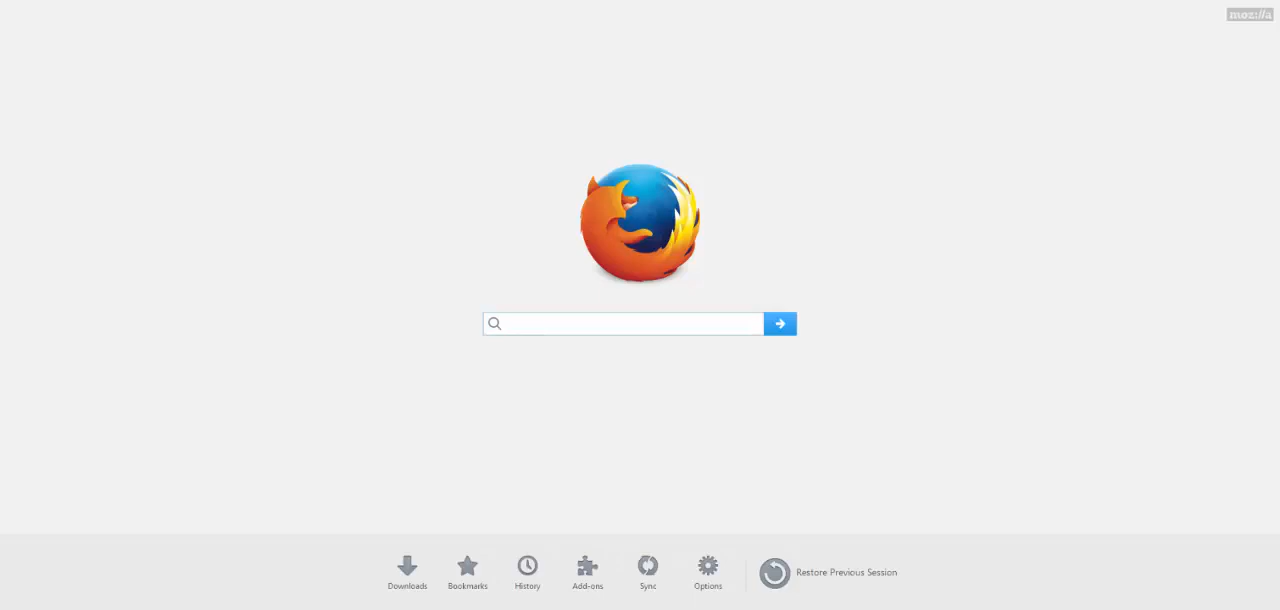 moz://a
Downloads
Bookmarks
History
Add-ons
Sync
Options
Restore Previous Session